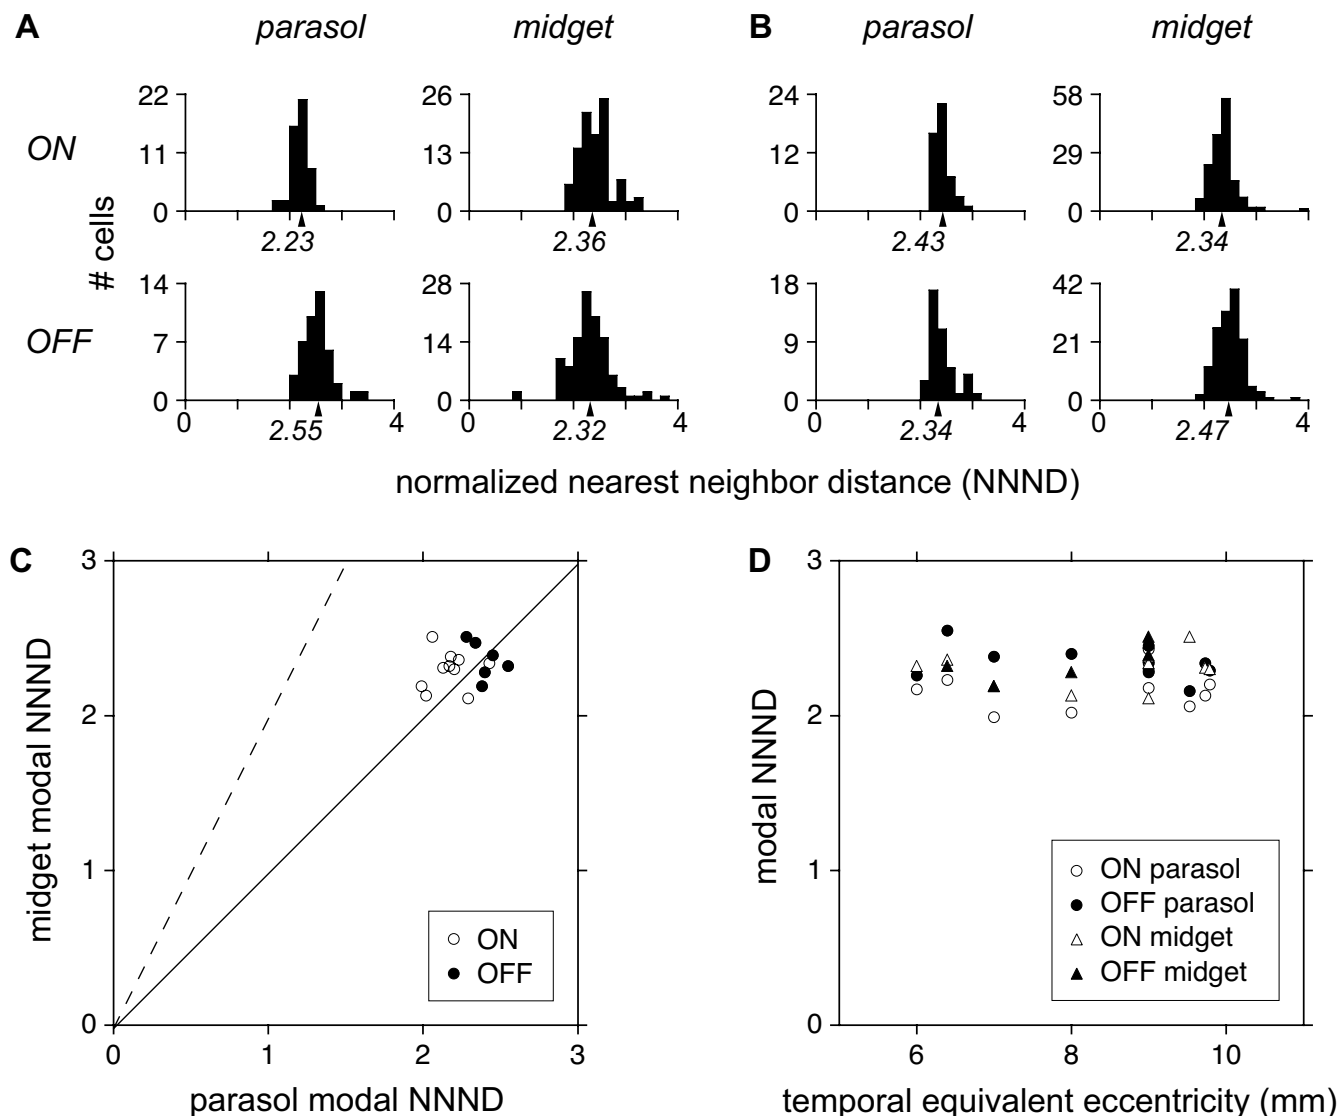 A parasol midget B parasol midget
ON
OFF
# cells
22
11
0
2.23
26
13
0
2.36
24
12
0
2.43
58
29
0
2.34
14
7
0
0 4
2.55
28
14
0
0 4
2.32
18
9
0
0 4
2.34
42
21
0
0 4
2.47
normalized nearest neighbor distance (NNND)
C
midget modal NNND
3
2
1
0
0 1 2 3
parasol modal NNND
ON
OFF
D
modal NNND
3
2
1
0
6 8 10
temporal equivalent eccentricity (mm)
ON parasol
OFF parasol
ON midget
OFF midget